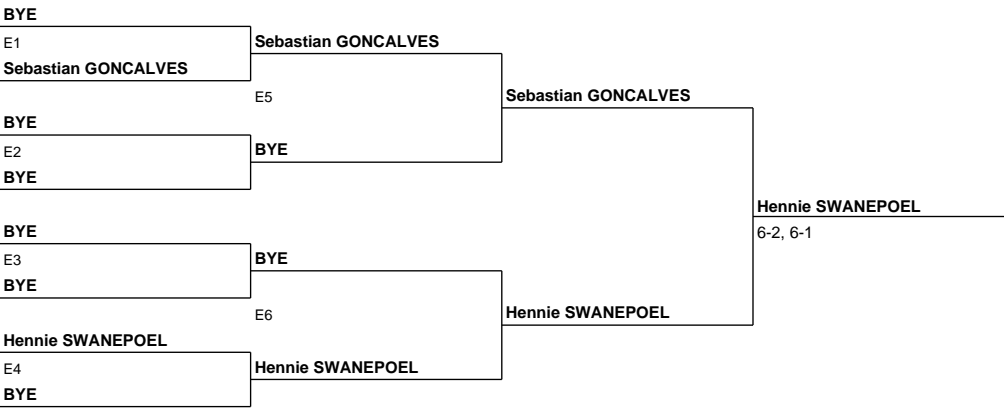 BYE
E1
Sebastian GONCALVES
Sebastian GONCALVES
E5
Sebastian GONCALVES
BYE
E2
BYE
BYE
Hennie SWANEPOEL
6-2, 6-1
BYE
E3
BYE
BYE
E6
Hennie SWANEPOEL
Hennie SWANEPOEL
E4
Hennie SWANEPOEL
BYE